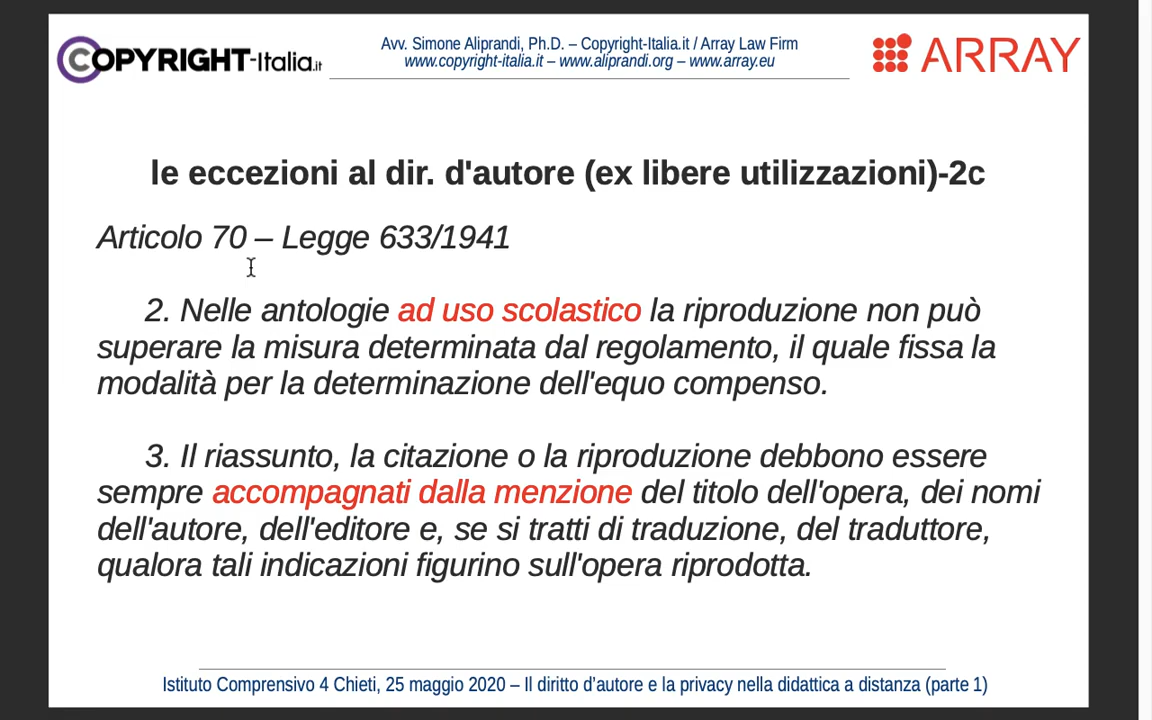 COPYRIGHT-Italia.it
Avv. Simone Aliprandi, Ph.D. – Copyright-Italia.it / Array Law Firm
www.copyright-italia.it – www.aliprandi.org – www.array.eu
ARRAY
le eccezioni al dir. d'autore (ex libere utilizzazioni)-2c
Articolo 70 – Legge 633/1941
2. Nelle antologie ad uso scolastico la riproduzione non può
superare la misura determinata dal regolamento, il quale fissa la
modalità per la determinazione dell'equo compenso.
3. Il riassunto, la citazione o la riproduzione debbono essere
sempre accompagnati dalla menzione del titolo dell'opera, dei nomi
dell'autore, dell'editore e, se si tratti di traduzione, del traduttore,
qualora tali indicazioni figurino sull'opera riprodotta.
Istituto Comprensivo 4 Chieti, 25 maggio 2020 – Il diritto d’autore e la privacy nella didattica a distanza (parte 1)